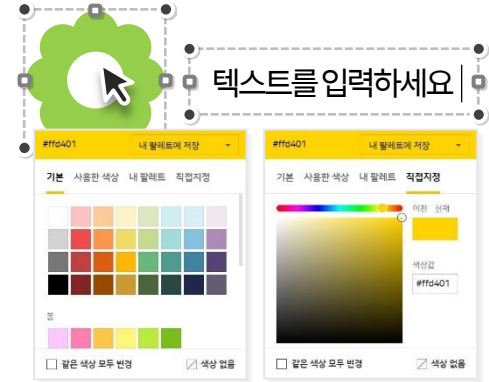 텍스트를 입력하세요
#ffd401 내 팔레트에 저장
기본 사용한 색상 내 팔레트 직접지정
봄
같은 색상 모두 변경 색상 없음
#ffd401 내 팔레트에 저장
기본 사용한 색상 내 팔레트 직접지정
이전 현재
색상값
#ffd401
같은 색상 모두 변경 색상 없음